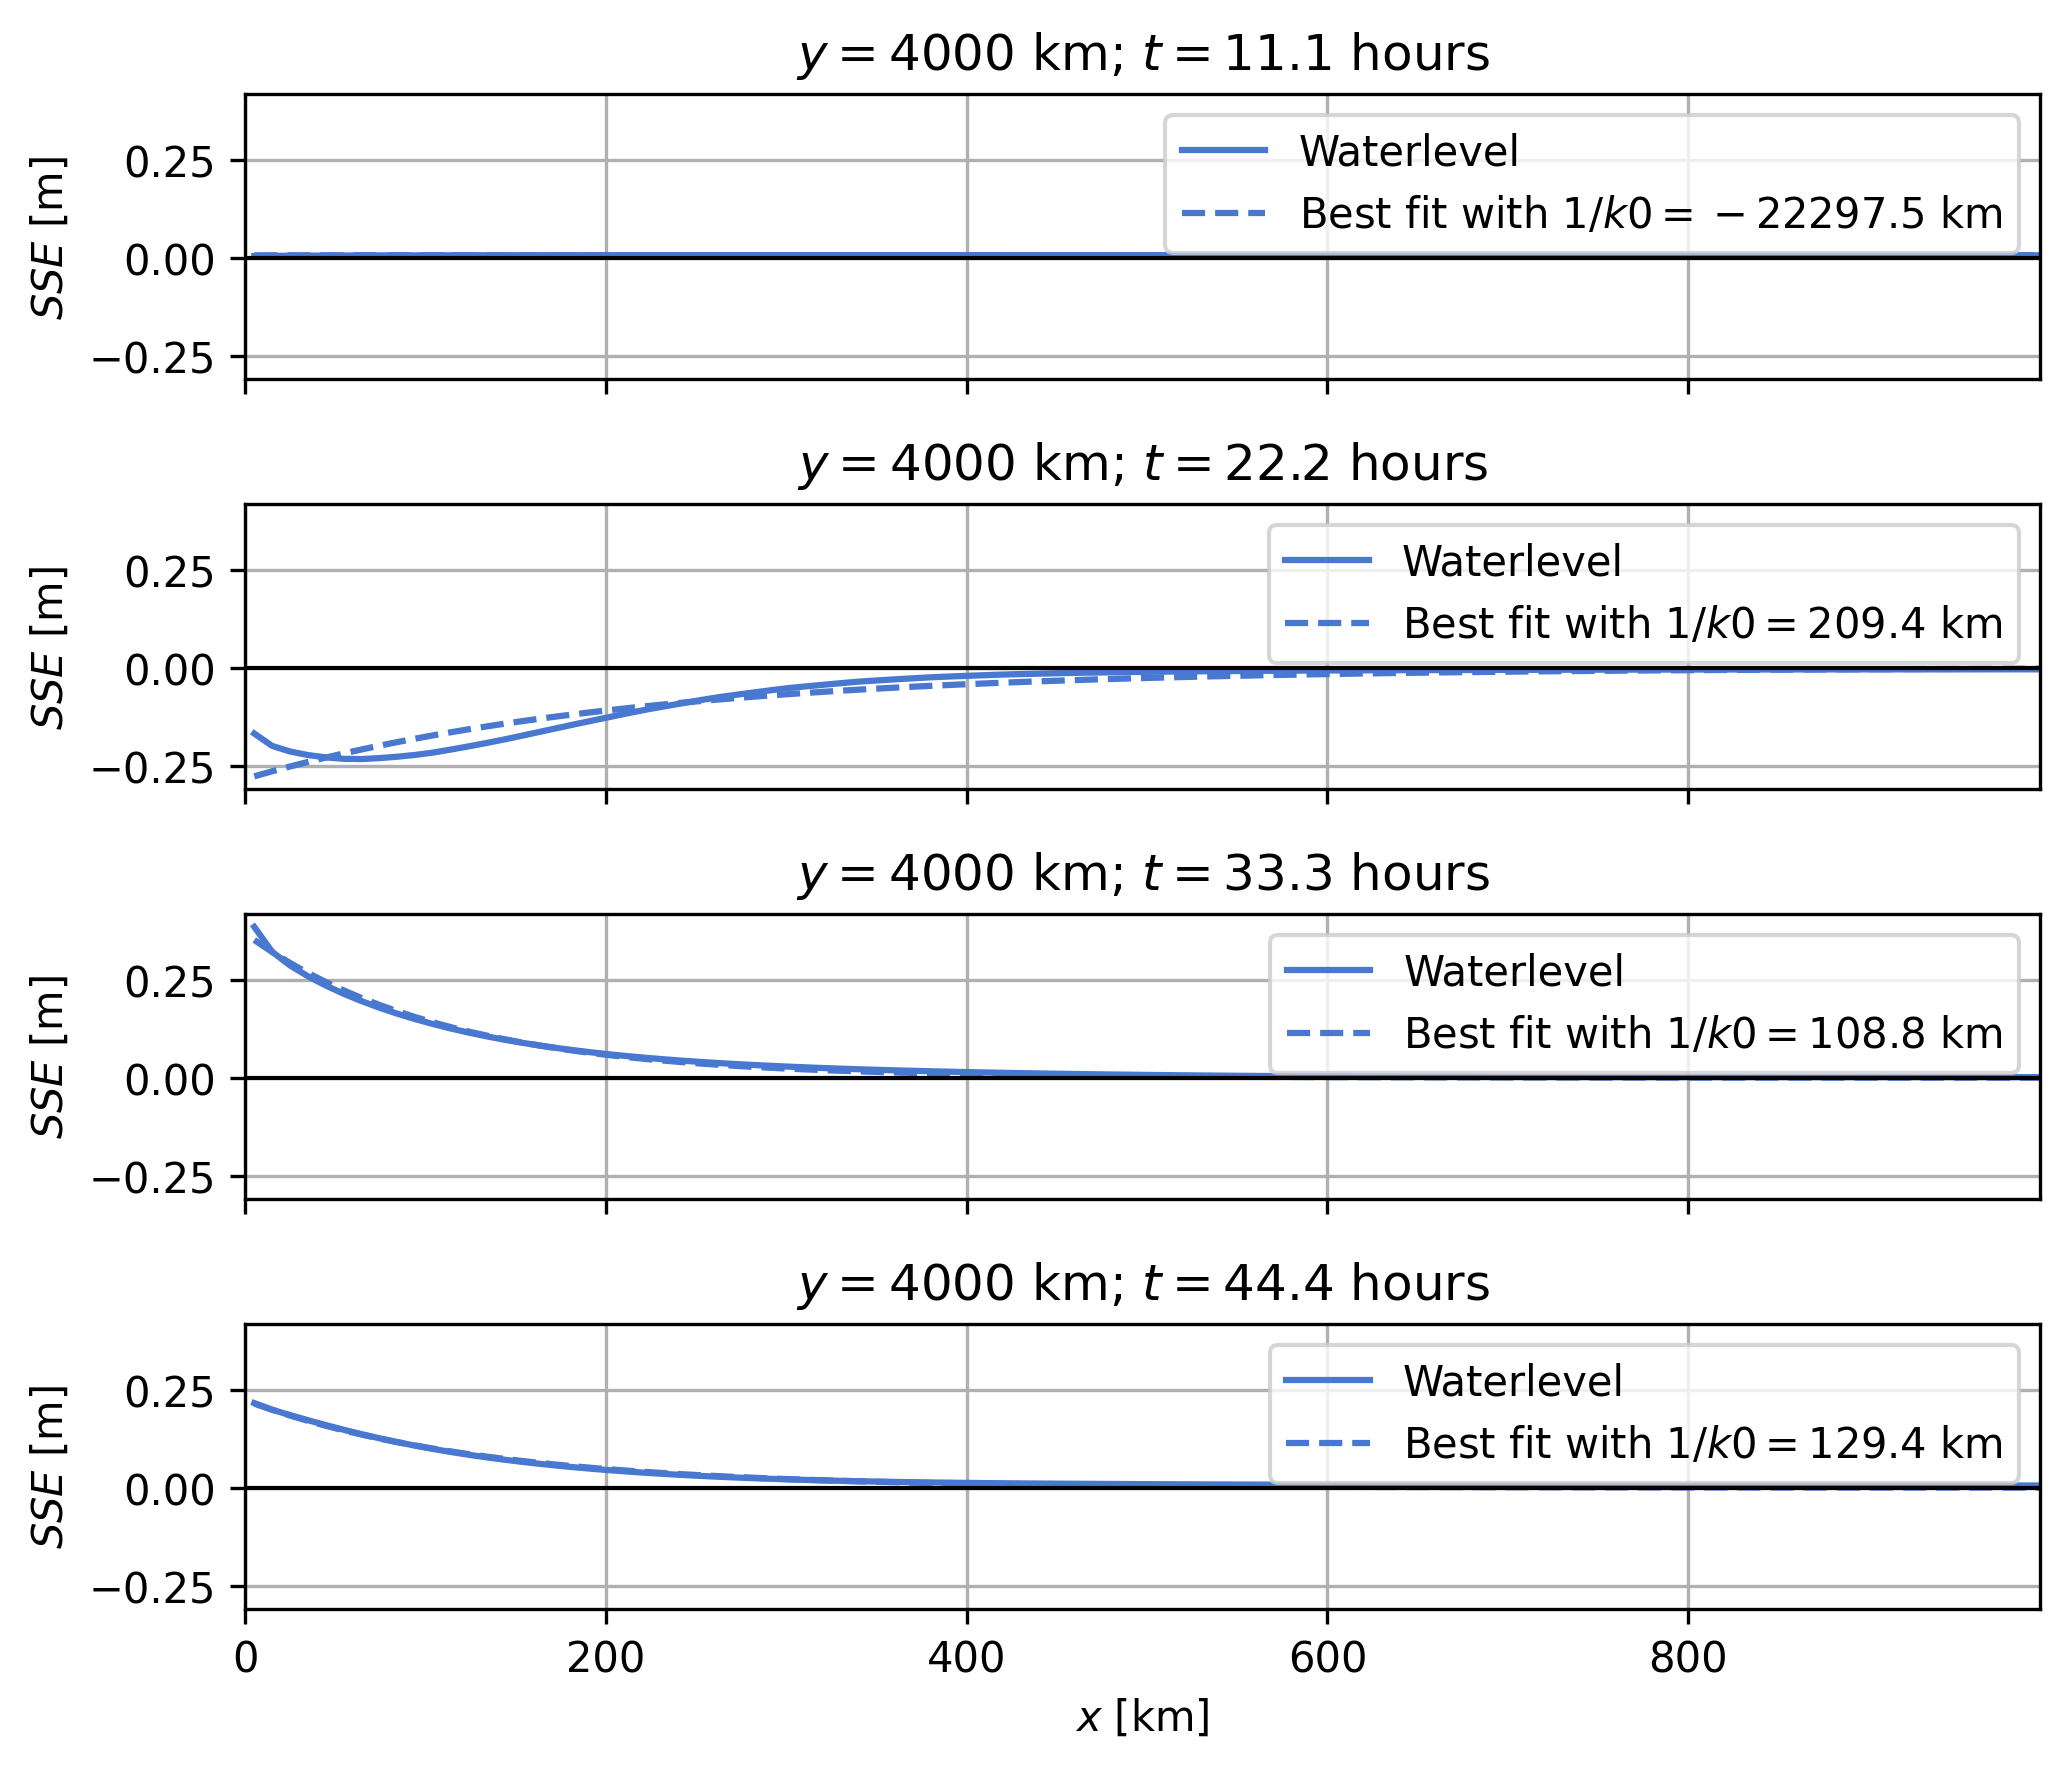 y = 4000 km; t = 11.1 hours
SSE [m]
0.25
0.00
−0.25
Waterlevel
Best fit with 1/k0 = −22297.5 km
y = 4000 km; t = 22.2 hours
SSE [m]
0.25
0.00
−0.25
Waterlevel
Best fit with 1/k0 = 209.4 km
y = 4000 km; t = 33.3 hours
SSE [m]
0.25
0.00
−0.25
Waterlevel
Best fit with 1/k0 = 108.8 km
y = 4000 km; t = 44.4 hours
SSE [m]
0.25
0.00
−0.25
Waterlevel
Best fit with 1/k0 = 129.4 km
0 200 400 600 800
x [km]